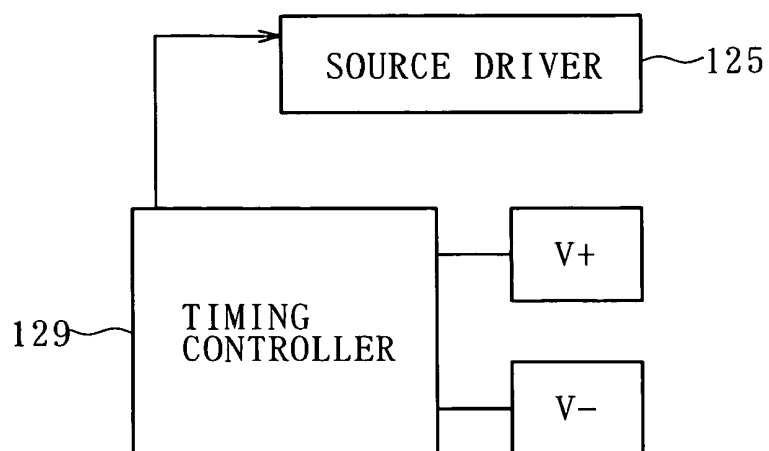 SOURCE DRIVER
125
V+
129
TIMING
CONTROLLER
V-